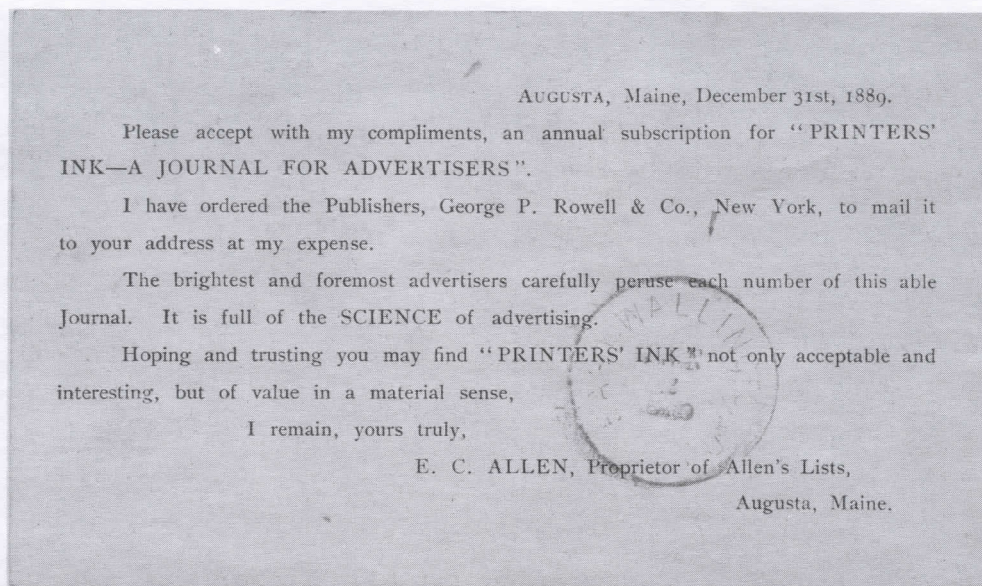 AUGUSTA, Maine, December 31st, 1889.
Please accept with my compliments, an annual subscription for "PRINTERS'
INK—A JOURNAL FOR ADVERTISERS".
I have ordered the Publishers, George P. Rowell & Co., New York, to mail it
to your address at my expense.
The brightest and foremost advertisers carefully peruse each number of this able
Journal. It is full of the SCIENCE of advertising.
Hoping and trusting you may find "PRINTERS' INK" not only acceptable and
interesting, but of value in a material sense,
I remain, yours truly,
E. C. ALLEN, Proprietor of Allen's Lists,
Augusta, Maine.